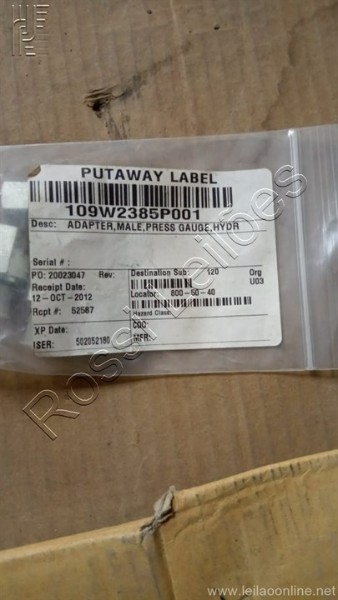 PUTAWAY LABEL
109W2385P001
Desc: ADAPTER,MALE,PRESS GAUGE,HYDR
Serial #:
PO: 20023047 Rev: Destination Sub: 120 Org
Receipt Date: U03
12-OCT-2012 Locator: 800-60-40
Rcpt #: 52587 Hazard Class:
XP Date: COO:
ISER: 502052180 MFR:
Rossi Leilões
www.leilaoonline.net